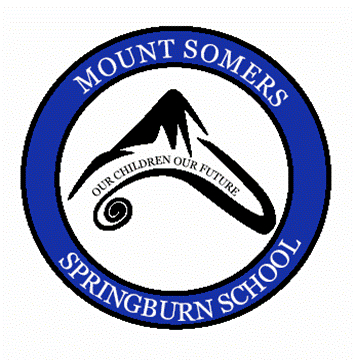 MOUNT SOMERS
OUR CHILDREN OUR FUTURE
SPRINGBURN SCHOOL